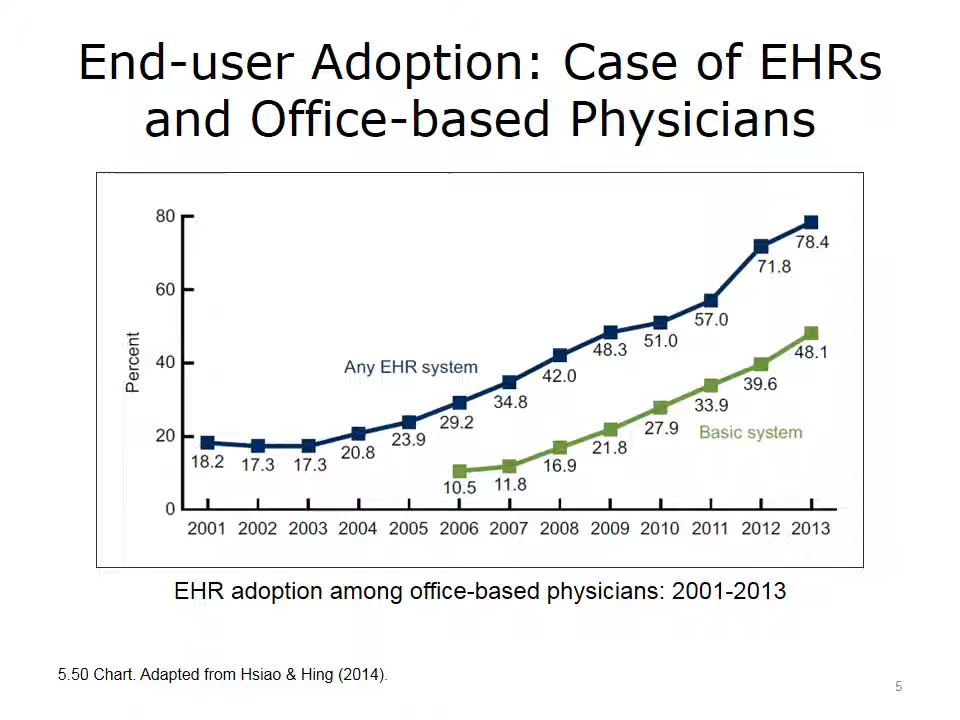 End-user Adoption: Case of EHRs
and Office-based Physicians
80
60
40
20
0
Percent
Any EHR system
18.2 17.3 17.3 20.8 23.9 29.2 34.8 42.0 48.3 51.0 57.0 71.8 78.4
Basic system
10.5 11.8 16.9 21.8 27.9 33.9 39.6 48.1
2001 2002 2003 2004 2005 2006 2007 2008 2009 2010 2011 2012 2013
EHR adoption among office-based physicians: 2001-2013
5.50 Chart. Adapted from Hsiao & Hing (2014).
5